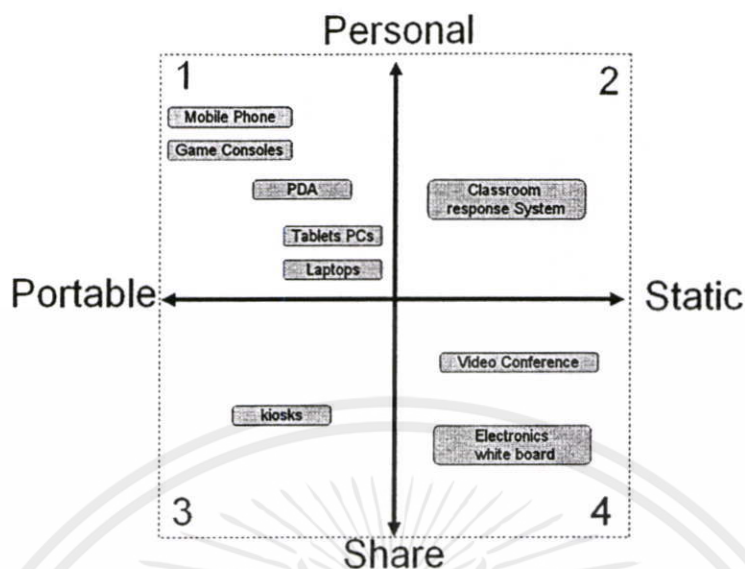 Personal
1
2
Mobile Phone
Game Consoles
PDA
Classroom
response System
Tablets PCs
Laptops
Portable
Static
Video Conference
kiosks
Electronics
white board
3
4
Share